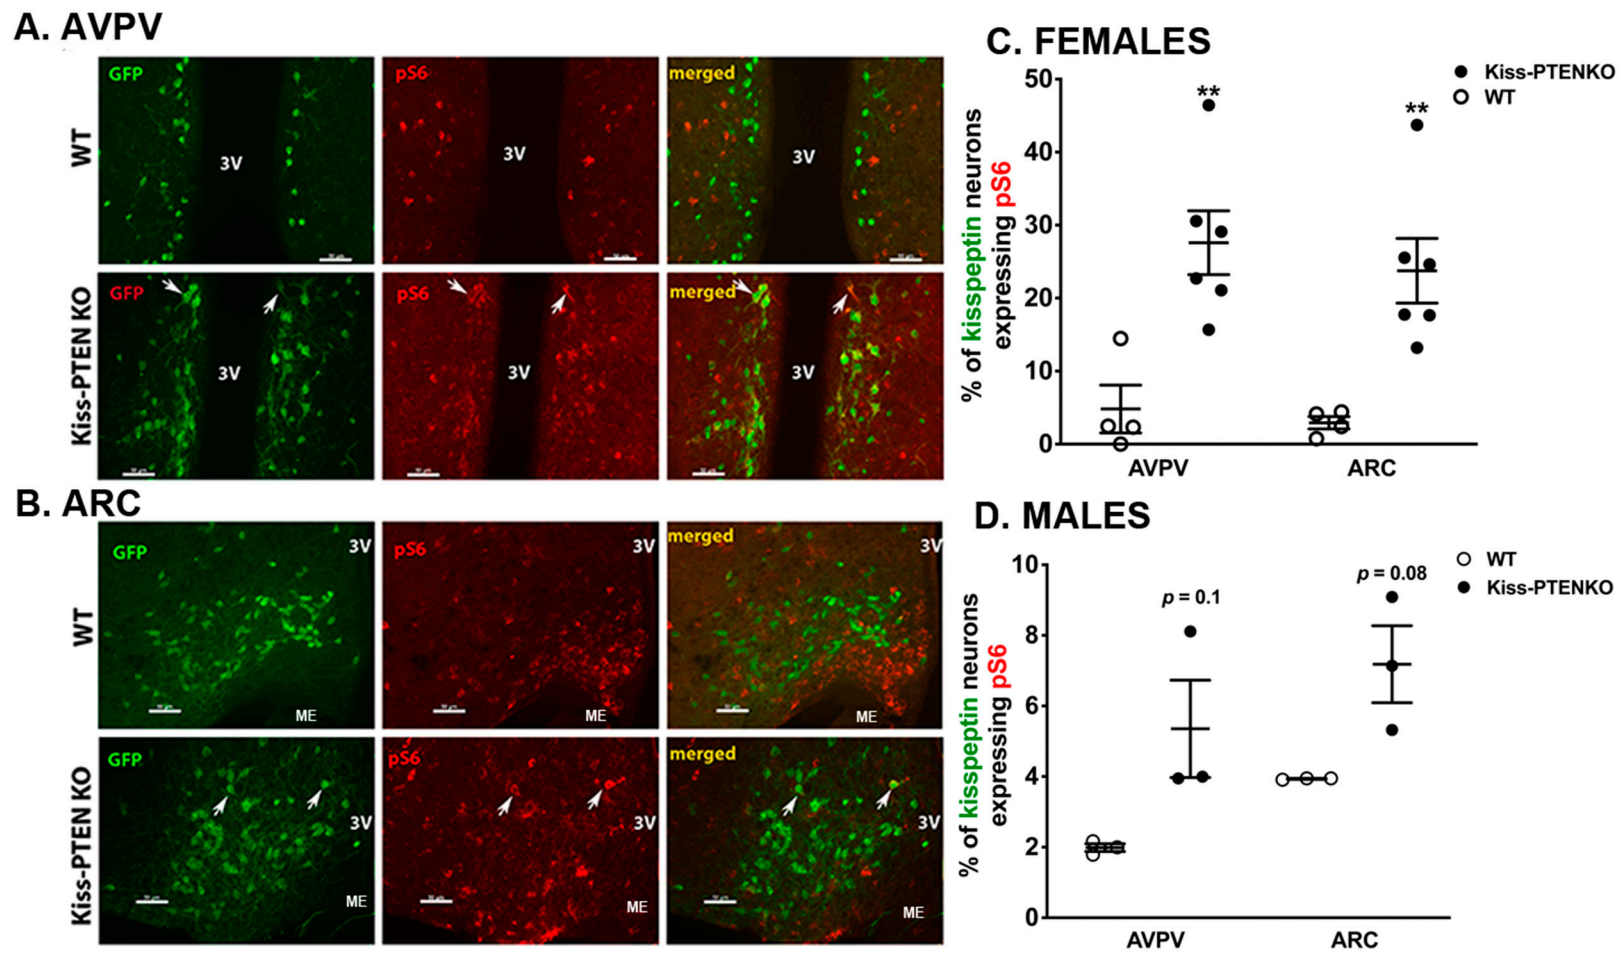 A. AVPV
WT
GFP
3V
pS6
3V
merged
3V
Kiss-PTEN KO
GFP
3V
pS6
3V
merged
3V
B. ARC
WT
GFP
3V
ME
pS6
3V
ME
merged
3V
ME
Kiss-PTEN KO
GFP
3V
ME
pS6
3V
ME
merged
3V
ME
C. FEMALES
% of kisspeptin neurons
expressing pS6
50
40
30
20
10
0
**
**
AVPV
ARC
Kiss-PTENKO
WT
D. MALES
% of kisspeptin neurons
expressing pS6
10
8
6
4
2
0
p = 0.1
p = 0.08
AVPV
ARC
WT
Kiss-PTENKO